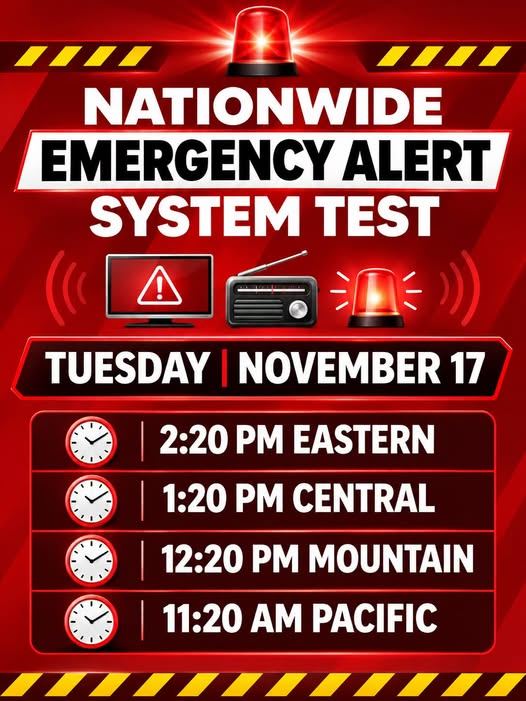 NATIONWIDE
EMERGENCY ALERT
SYSTEM TEST
TUESDAY | NOVEMBER 17
2:20 PM EASTERN
1:20 PM CENTRAL
12:20 PM MOUNTAIN
11:20 AM PACIFIC